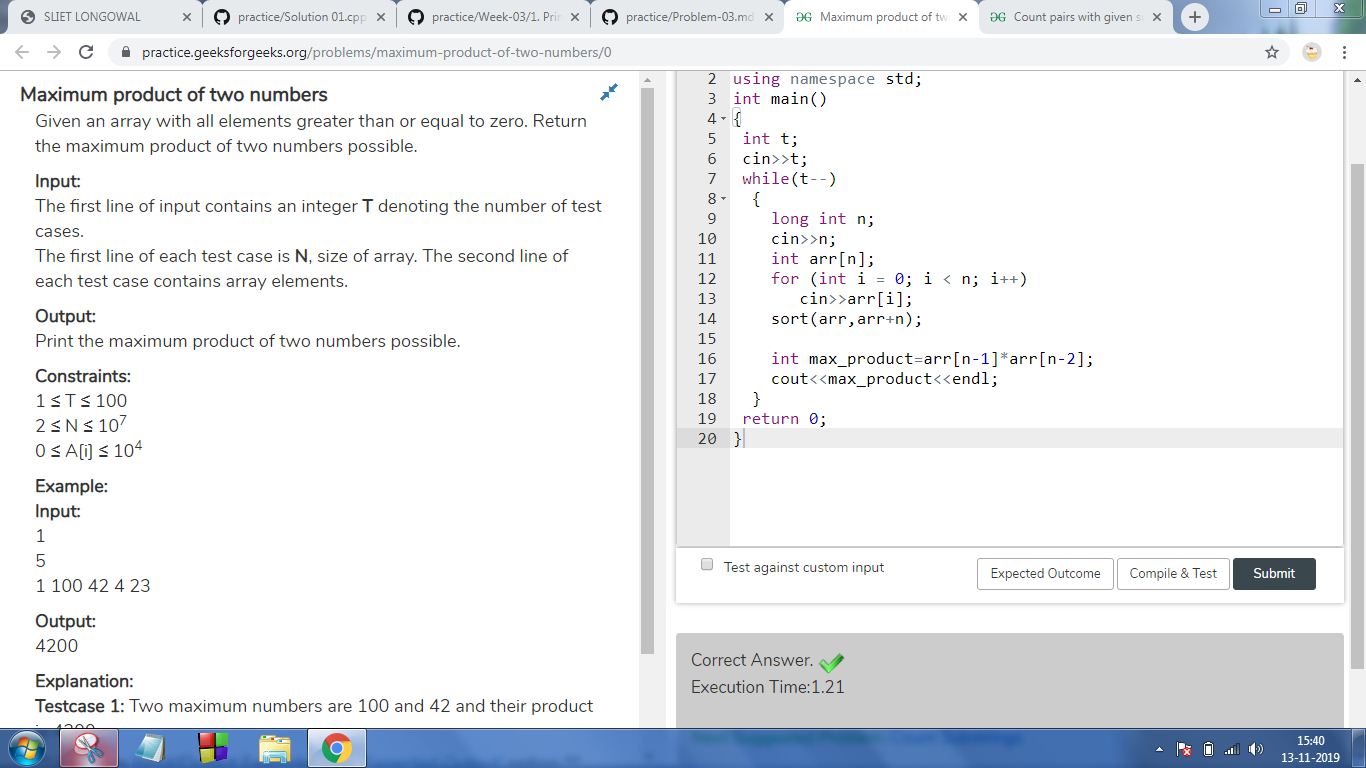 SLIET LONGOWAL
practice/Solution 01.cpp
practice/Week-03/1. Prin
practice/Problem-03.md
Maximum product of tw
Count pairs with given s
practice.geeksforgeeks.org/problems/maximum-product-of-two-numbers/0
Maximum product of two numbers
Given an array with all elements greater than or equal to zero. Return
the maximum product of two numbers possible.
Input:
The first line of input contains an integer T denoting the number of test
cases.
The first line of each test case is N, size of array. The second line of
each test case contains array elements.
Output:
Print the maximum product of two numbers possible.
Constraints:
1 ≤ T ≤ 100
2 ≤ N ≤ 10^7
0 ≤ A[i] ≤ 10^4
Example:
Input:
1
5
1 100 42 4 23
Output:
4200
Explanation:
Testcase 1: Two maximum numbers are 100 and 42 and their product
2 using namespace std;
3 int main()
4 {
5 int t;
6 cin>>t;
7 while(t--)
8 {
9 long int n;
10 cin>>n;
11 int arr[n];
12 for (int i = 0; i < n; i++)
13 cin>>arr[i];
14 sort(arr,arr+n);
15
16 int max_product=arr[n-1]*arr[n-2];
17 cout<<max_product<<endl;
18 }
19 return 0;
20 }
Test against custom input
Expected Outcome
Compile & Test
Submit
Correct Answer.
Execution Time:1.21
15:40
13-11-2019